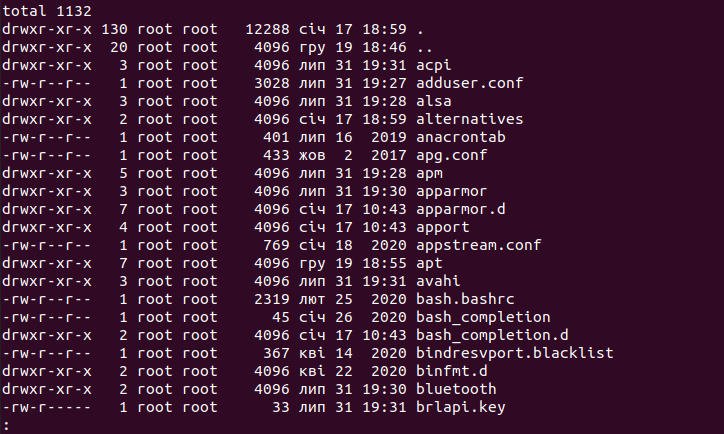 total 1132
drwxr-xr-x 130 root root   12288 січ 17 18:59 .
drwxr-xr-x  20 root root    4096 гру 19 18:46 ..
drwxr-xr-x   3 root root    4096 лип 31 19:31 acpi
-rw-r--r--   1 root root    3028 лип 31 19:27 adduser.conf
drwxr-xr-x   3 root root    4096 лип 31 19:28 alsa
drwxr-xr-x   2 root root    4096 січ 17 18:59 alternatives
-rw-r--r--   1 root root     401 лип 16  2019 anacrontab
-rw-r--r--   1 root root     433 жов  2  2017 apg.conf
drwxr-xr-x   5 root root    4096 лип 31 19:28 apm
drwxr-xr-x   3 root root    4096 лип 31 19:30 apparmor
drwxr-xr-x   7 root root    4096 січ 17 10:43 apparmor.d
drwxr-xr-x   4 root root    4096 січ 17 10:43 apport
-rw-r--r--   1 root root     769 січ 18  2020 appstream.conf
drwxr-xr-x   7 root root    4096 гру 19 18:55 apt
drwxr-xr-x   3 root root    4096 лип 31 19:31 avahi
-rw-r--r--   1 root root    2319 лют 25  2020 bash.bashrc
-rw-r--r--   1 root root      45 січ 26  2020 bash_completion
drwxr-xr-x   2 root root    4096 січ 17 10:43 bash_completion.d
-rw-r--r--   1 root root     367 кві 14  2020 bindresvport.blacklist
drwxr-xr-x   2 root root    4096 кві 22  2020 binfmt.d
drwxr-xr-x   2 root root    4096 лип 31 19:30 bluetooth
-rw-r-----   1 root root      33 лип 31 19:31 brlapi.key
: